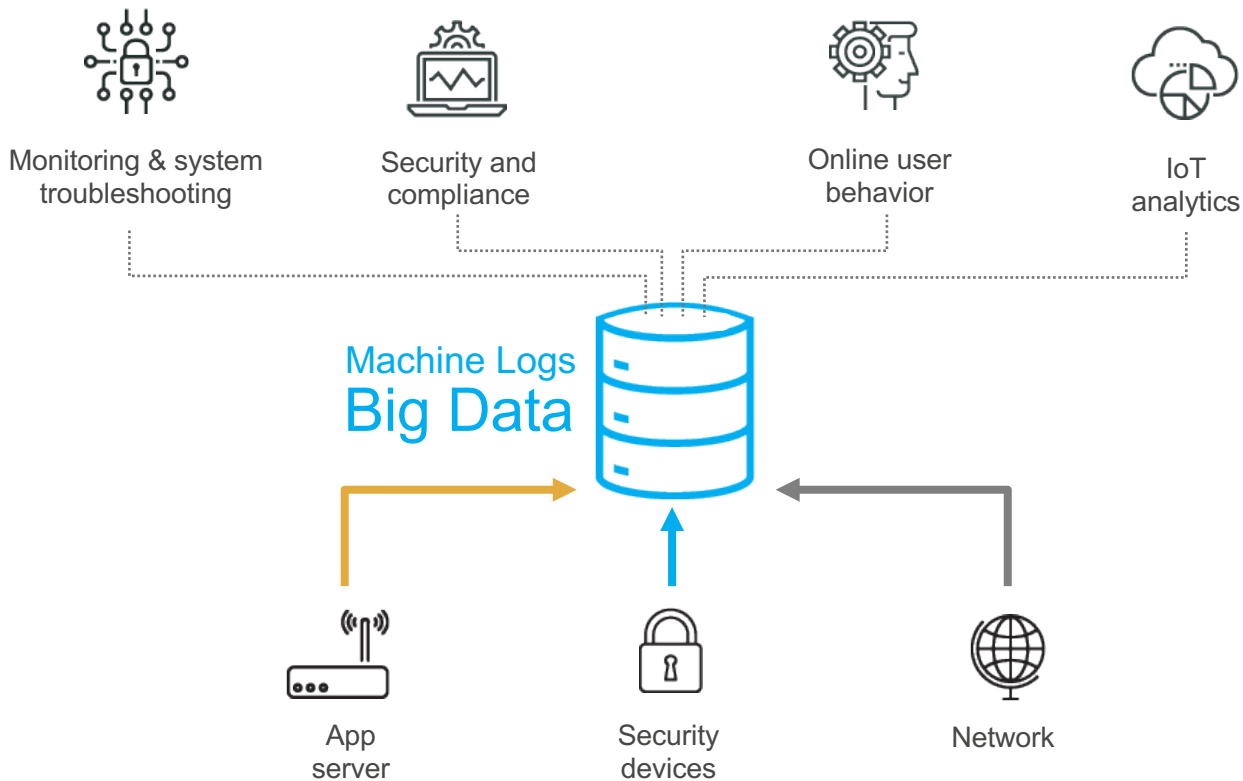 Monitoring & system
troubleshooting
Security and
compliance
Online user
behavior
IoT
analytics
Machine Logs
Big Data
App
server
Security
devices
Network